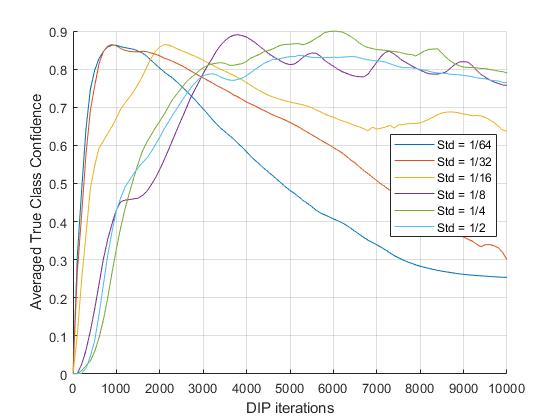 Averaged True Class Confidence
0.9
0.8
0.7
0.6
0.5
0.4
0.3
0.2
0.1
0
Std = 1/64
Std = 1/32
Std = 1/16
Std = 1/8
Std = 1/4
Std = 1/2
0 1000 2000 3000 4000 5000 6000 7000 8000 9000 10000
DIP iterations